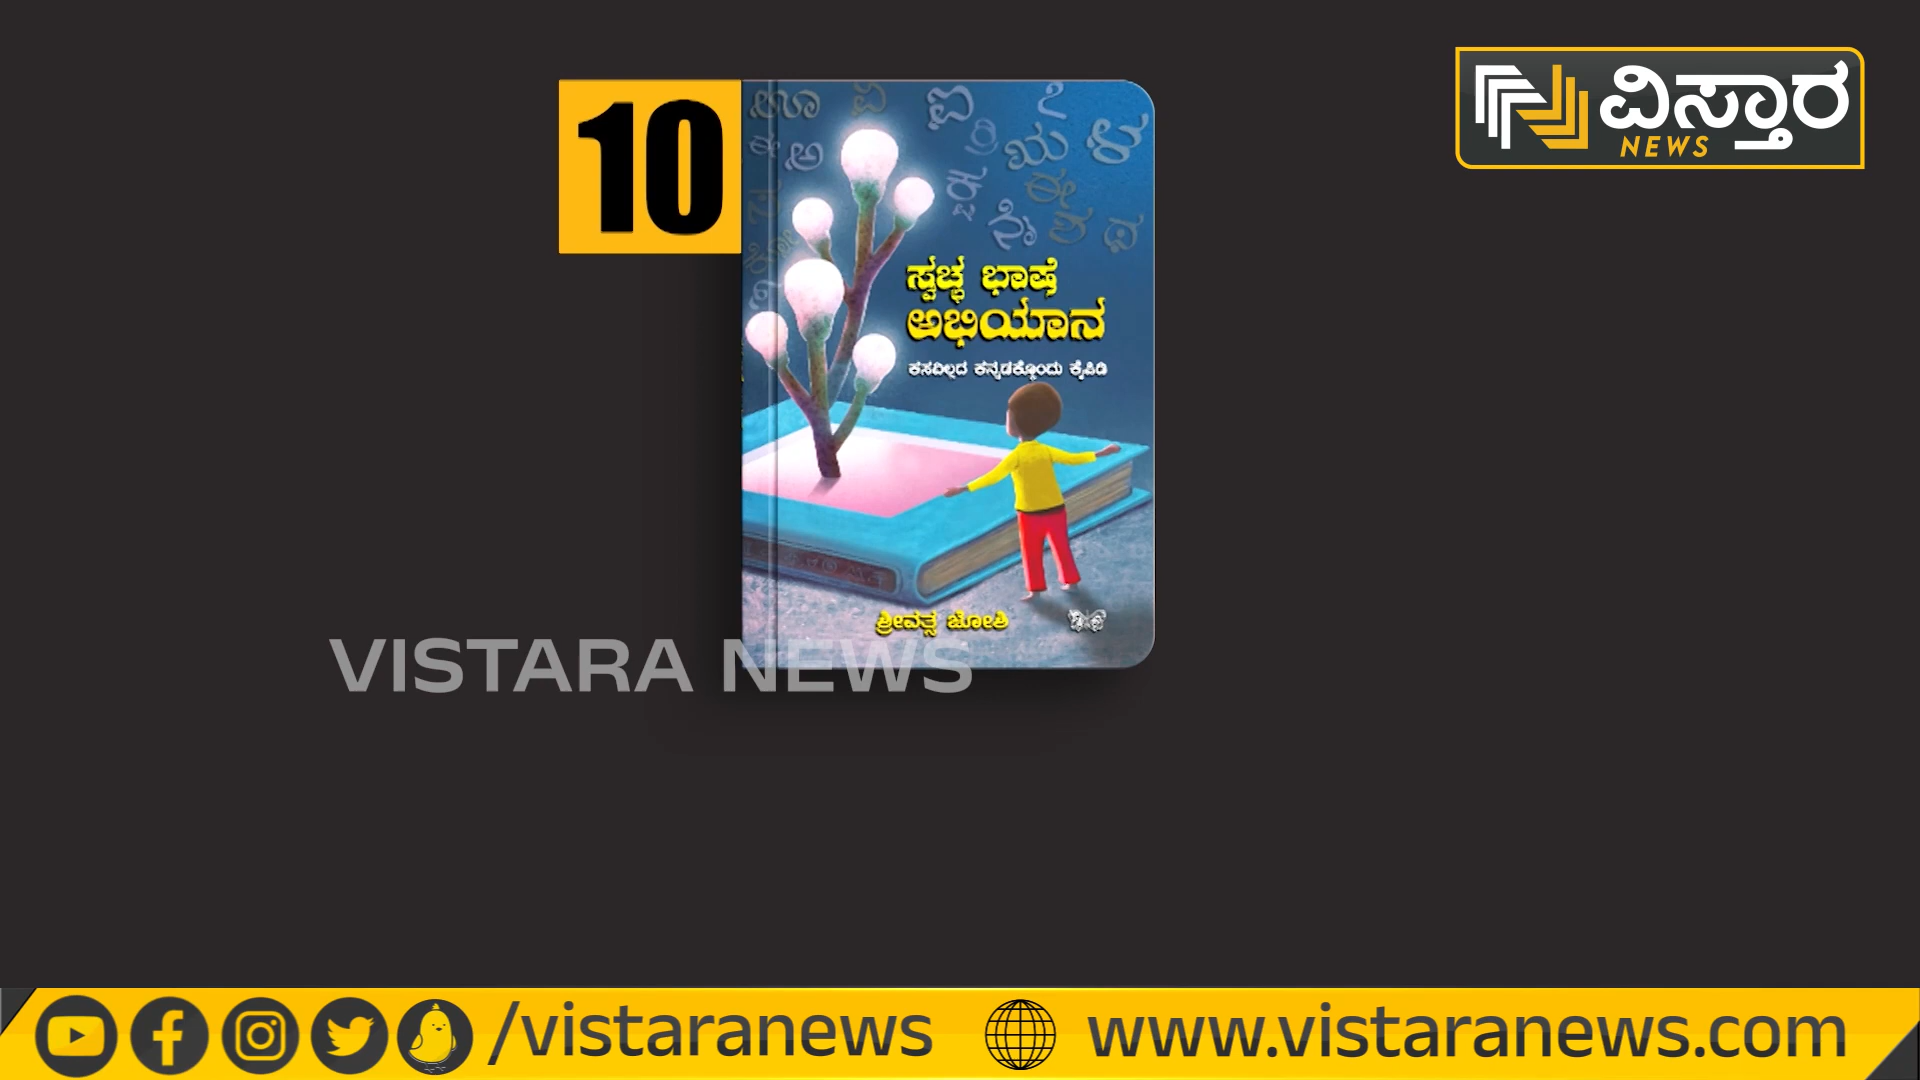 10
ವಿಸ್ತಾರ
NEWS
ಸ್ವಚ್ಛ ಭಾಷೆ
ಅಭಿಯಾನ
ಕಸವಿಲ್ಲದ ಕನ್ನಡಕ್ಕೊಂದು ಕೈಪಿಡಿ
ಶ್ರೀವತ್ಸ ಜೋಶಿ
VISTARA NEWS
/vistaranews
www.vistaranews.com